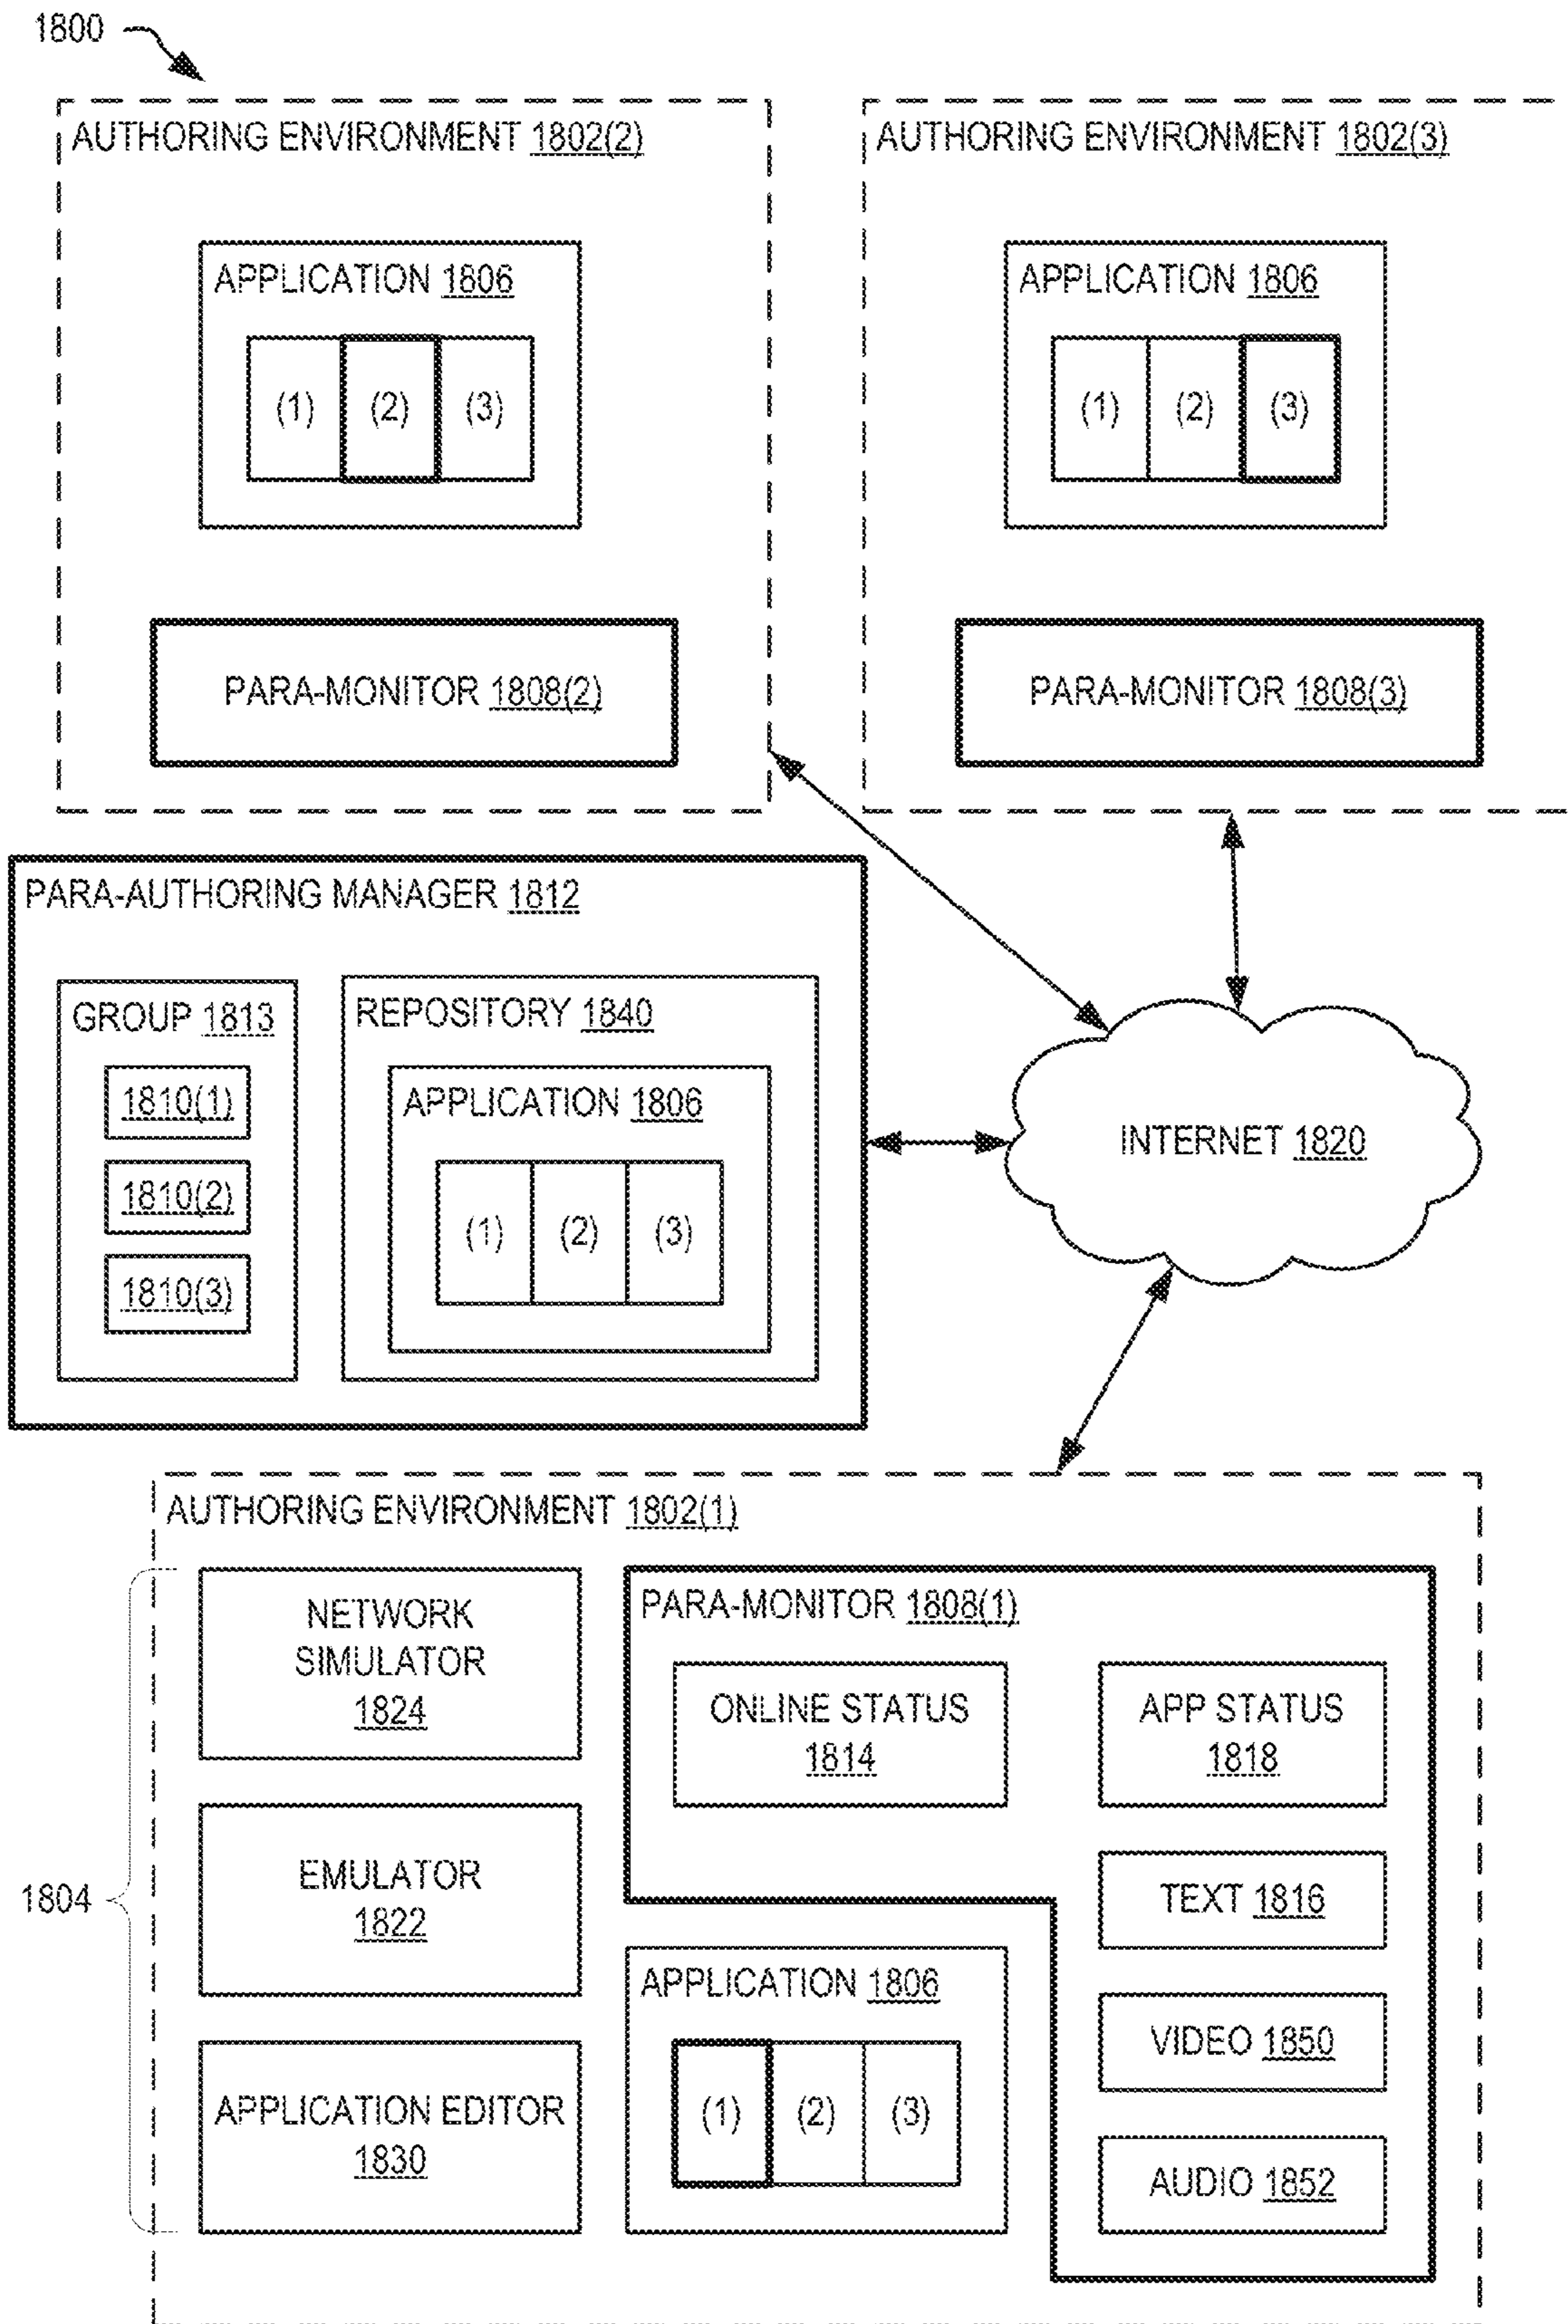 1800
AUTHORING ENVIRONMENT 1802(2)
APPLICATION 1806
(1) (2) (3)
PARA-MONITOR 1808(2)
AUTHORING ENVIRONMENT 1802(3)
APPLICATION 1806
(1) (2) (3)
PARA-MONITOR 1808(3)
PARA-AUTHORING MANAGER 1812
GROUP 1813
1810(1)
1810(2)
1810(3)
REPOSITORY 1840
APPLICATION 1806
(1) (2) (3)
INTERNET 1820
AUTHORING ENVIRONMENT 1802(1)
1804
NETWORK
SIMULATOR
1824
EMULATOR
1822
APPLICATION EDITOR
1830
PARA-MONITOR 1808(1)
ONLINE STATUS
1814
APP STATUS
1818
TEXT 1816
VIDEO 1850
AUDIO 1852
APPLICATION 1806
(1) (2) (3)